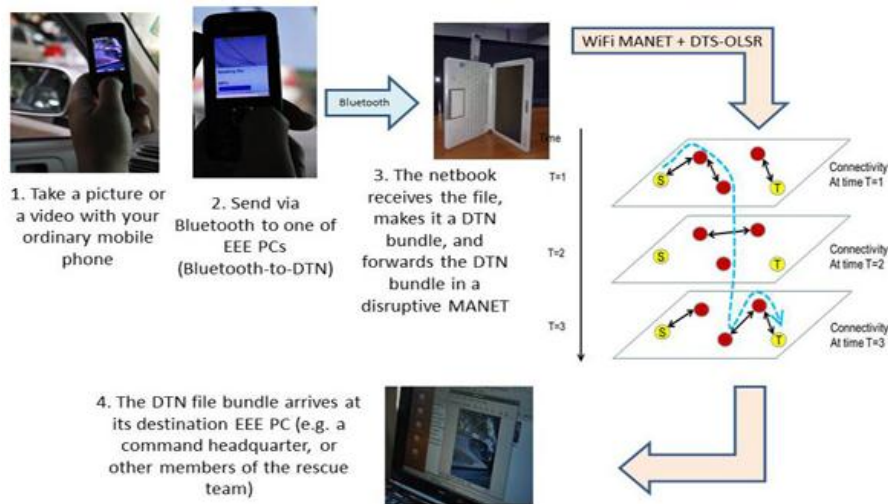 WiFi MANET + DTS-OLSR
Bluetooth
1. Take a picture or
a video with your
ordinary mobile
phone
2. Send via
Bluetooth to one of
EEE PCs
(Bluetooth-to-DTN)
3. The netbook
receives the file,
makes it a DTN
bundle, and
forwards the DTN
bundle in a
disruptive MANET
Time
T=1
S
T
Connectivity
At time T=1
T=2
S
T
Connectivity
At time T=2
T=3
S
T
Connectivity
At time T=3
4. The DTN file bundle arrives at
its destination EEE PC (e.g. a
command headquarter, or
other members of the rescue
team)